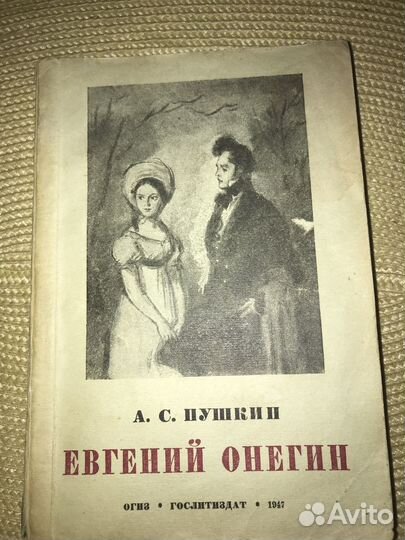 А. С. ПУШКИН
ЕВГЕНИЙ ОНЕГИН
ОГИЗ • ГОСЛИТИЗДАТ • 1947
Avito